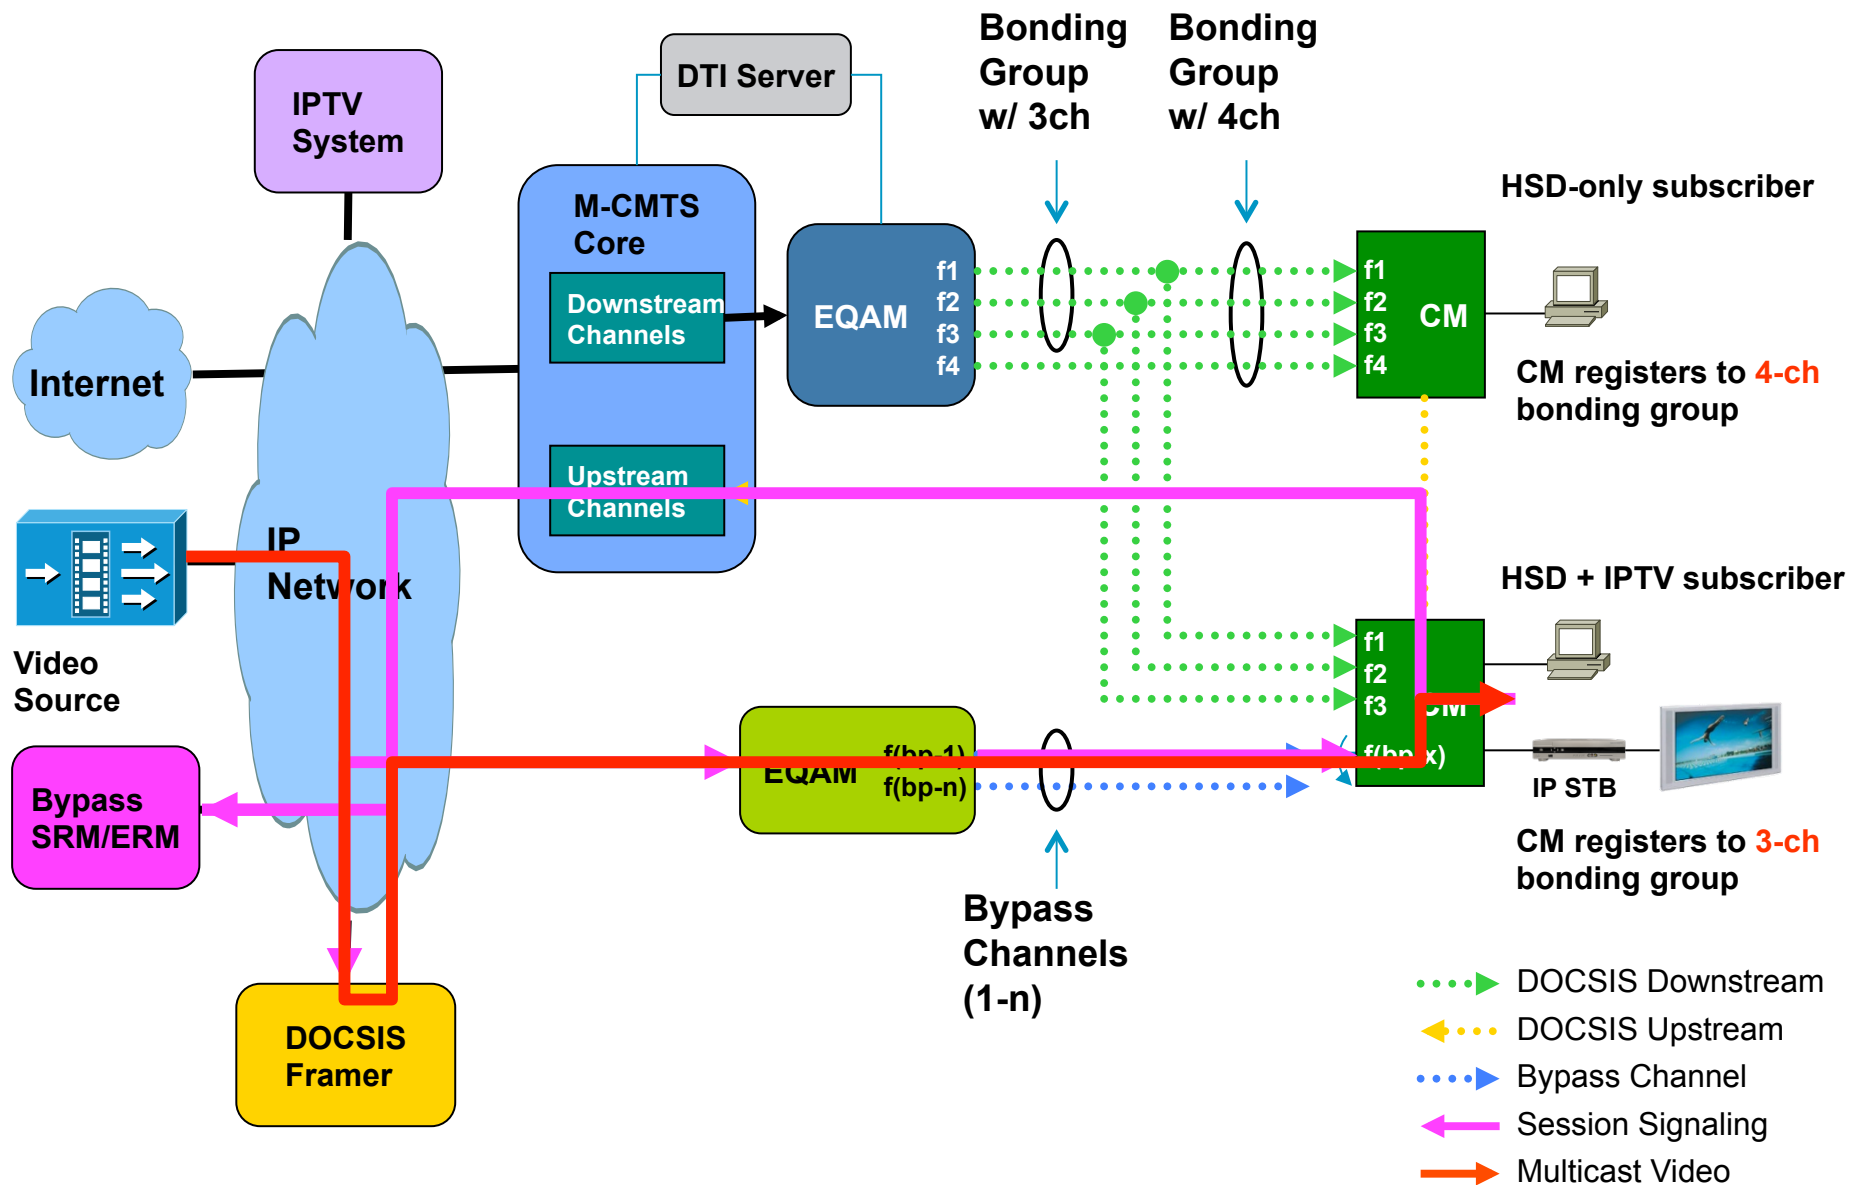 Bonding
Group
w/ 3ch
Bonding
Group
w/ 4ch
DTI Server
IPTV
System
HSD-only subscriber
M-CMTS
Core
Downstream
Channels
EQAM
f1
f2
f3
f4
f1
f2
f3
f4
CM
CM registers to 4-ch
bonding group
Internet
Upstream
Channels
IP
Network
HSD + IPTV subscriber
Video
Source
f1
f2
f3
CM
f(bp-x)
EQAM
f(bp-1)
f(bp-n)
IP STB
Bypass
SRM/ERM
CM registers to 3-ch
bonding group
Bypass
Channels
(1-n)
DOCSIS
Framer
DOCSIS Downstream
DOCSIS Upstream
Bypass Channel
Session Signaling
Multicast Video